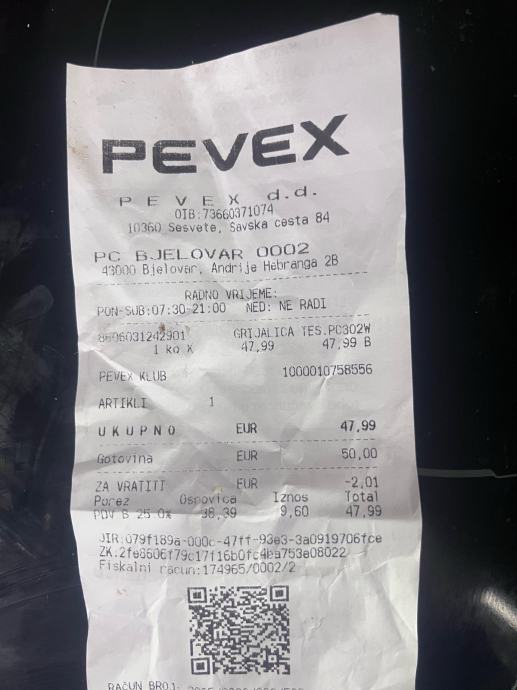 PEVEX
PEVEX d.d.
OIB:73660371074
10360 Sesvete, Savska cesta 84
PC BJELOVAR 0002
43000 Bjelovar, Andrije Hebranga 2B
RADNO VRIJEME:
PON-SUB:07:30-21:00 NED: NE RADI
8606031242901 GRIJALICA TES.PC302W
1 ko X 47,99 47,99 B
PEVEX KLUB 1000010758556
ARTIKLI 1
UKUPNO EUR 47,99
Gotovina EUR 50,00
ZA VRATITI EUR -2,01
Porez Osnovica Iznos Total
PDV B 25.0% 38,39 9,60 47,99
JIR:079f189a-000c-47ff-93e3-3a0919706fce
ZK:2fe8606f79c17f16b0fc4ba753e08022
Fiskalni račun:174965/0002/2
RAČUN BROJ: